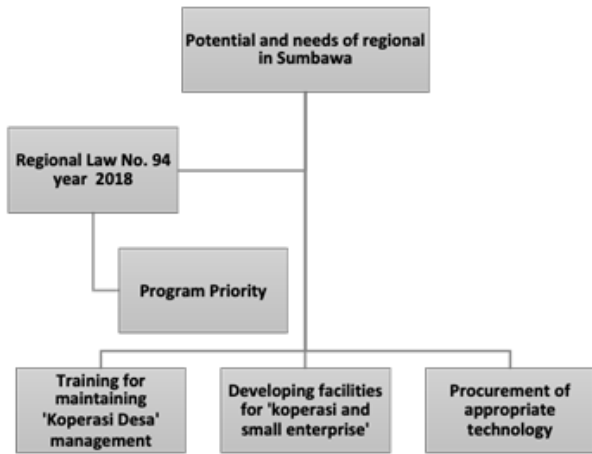 Potential and needs of regional
in Sumbawa
Regional Law No. 94
year 2018
Program Priority
Training for
maintaining
'Koperasi Desa'
management
Developing facilities
for 'koperasi and
small enterprise'
Procurement of
appropriate
technology